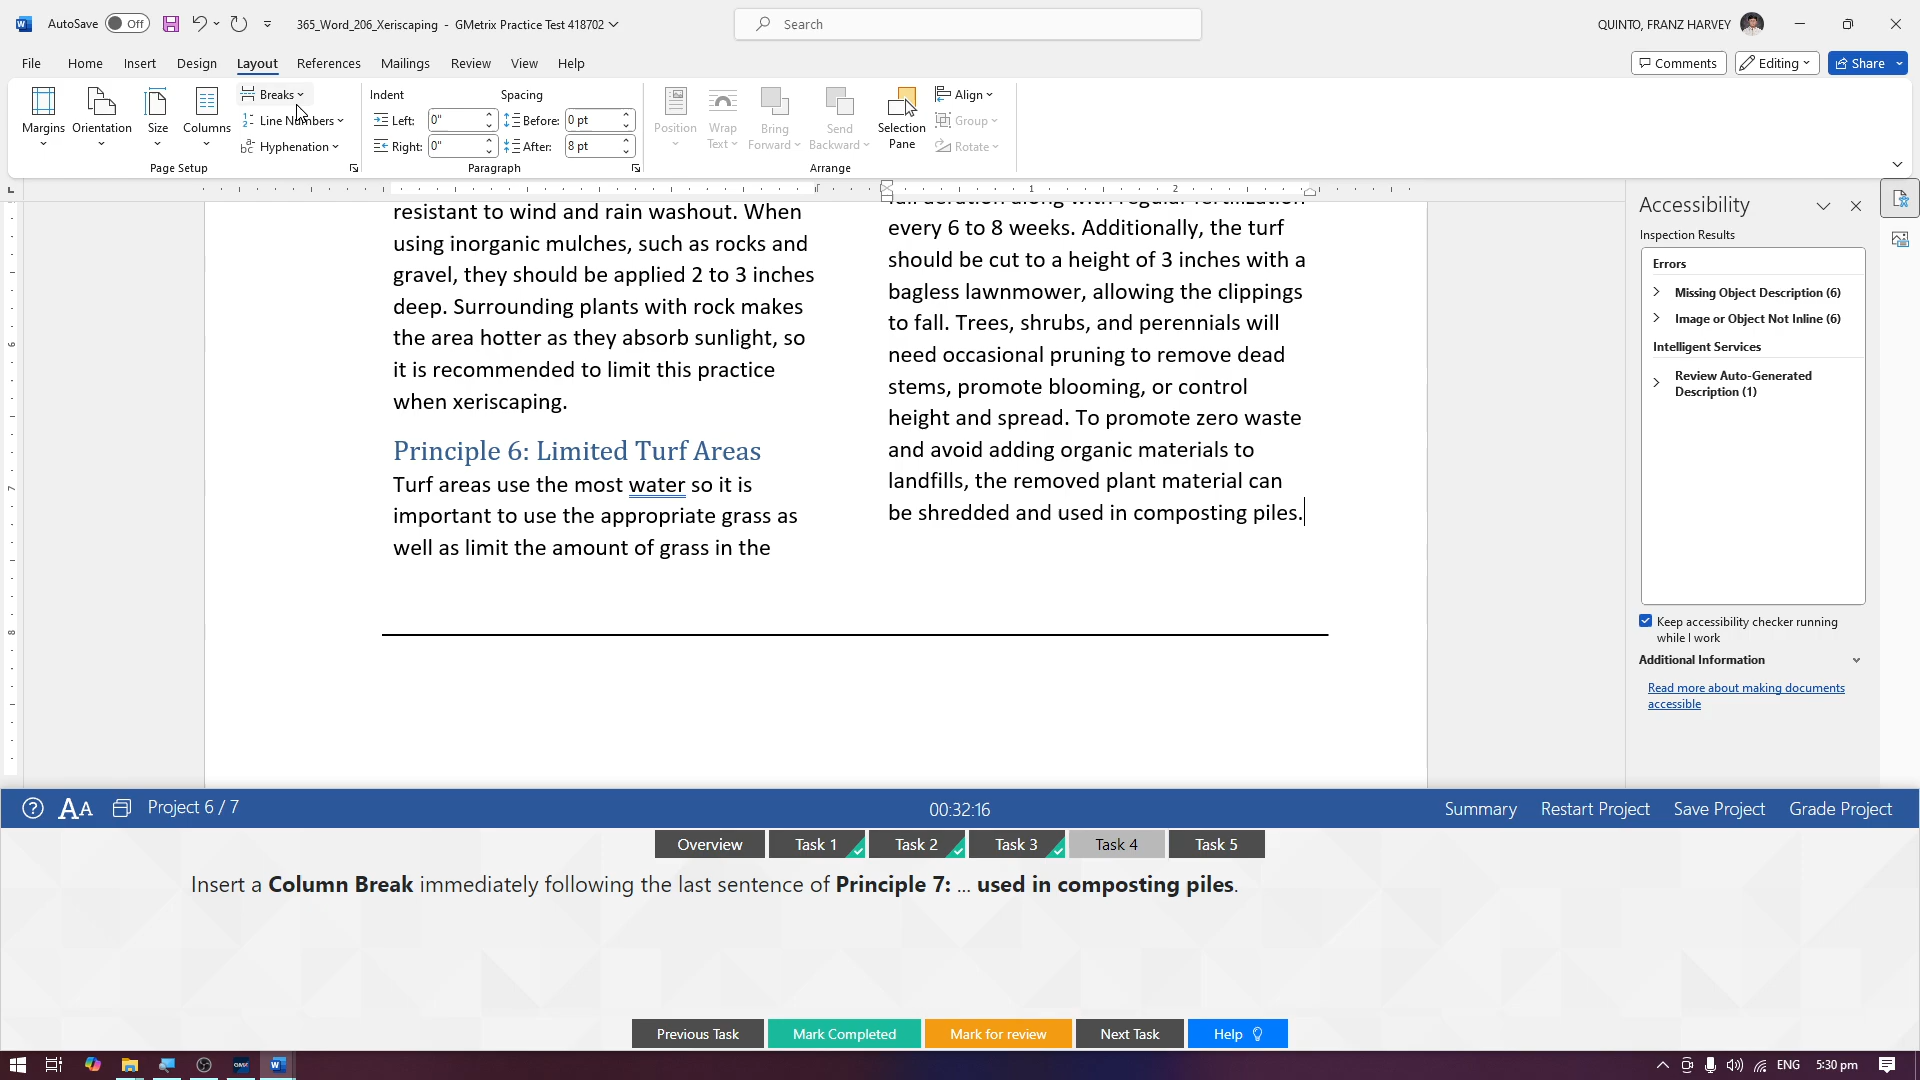 AutoSave Off 365_Word_206_Xeriscaping - GMetrix Practice Test 418702 Search QUINTO, FRANZ HARVEY
File Home Insert Design Layout References Mailings Review View Help Comments Editing Share
Margins Orientation Size Columns
Breaks
Line Numbers
Hyphenation
Page Setup
Indent Spacing
Left: 0" Before: 0 pt
Right: 0" After: 8 pt
Paragraph
Position Wrap Text Bring Forward Send Backward Selection Pane
Align
Group
Rotate
Arrange
1 2
6
7
8
resistant to wind and rain washout. When
using inorganic mulches, such as rocks and
gravel, they should be applied 2 to 3 inches
deep. Surrounding plants with rock makes
the area hotter as they absorb sunlight, so
it is recommended to limit this practice
when xeriscaping.
Principle 6: Limited Turf Areas
Turf areas use the most water so it is
important to use the appropriate grass as
well as limit the amount of grass in the
every 6 to 8 weeks. Additionally, the turf
should be cut to a height of 3 inches with a
bagless lawnmower, allowing the clippings
to fall. Trees, shrubs, and perennials will
need occasional pruning to remove dead
stems, promote blooming, or control
height and spread. To promote zero waste
and avoid adding organic materials to
landfills, the removed plant material can
be shredded and used in composting piles.
Accessibility
Inspection Results
Errors
Missing Object Description (6)
Image or Object Not Inline (6)
Intelligent Services
Review Auto-Generated
Description (1)
Keep accessibility checker running
while I work
Additional Information
Read more about making documents
accessible
AA Project 6 / 7 00:32:16 Summary Restart Project Save Project Grade Project
Overview Task 1 Task 2 Task 3 Task 4 Task 5
Insert a Column Break immediately following the last sentence of Principle 7: ... used in composting piles.
Previous Task Mark Completed Mark for review Next Task Help
ENG 5:30 pm